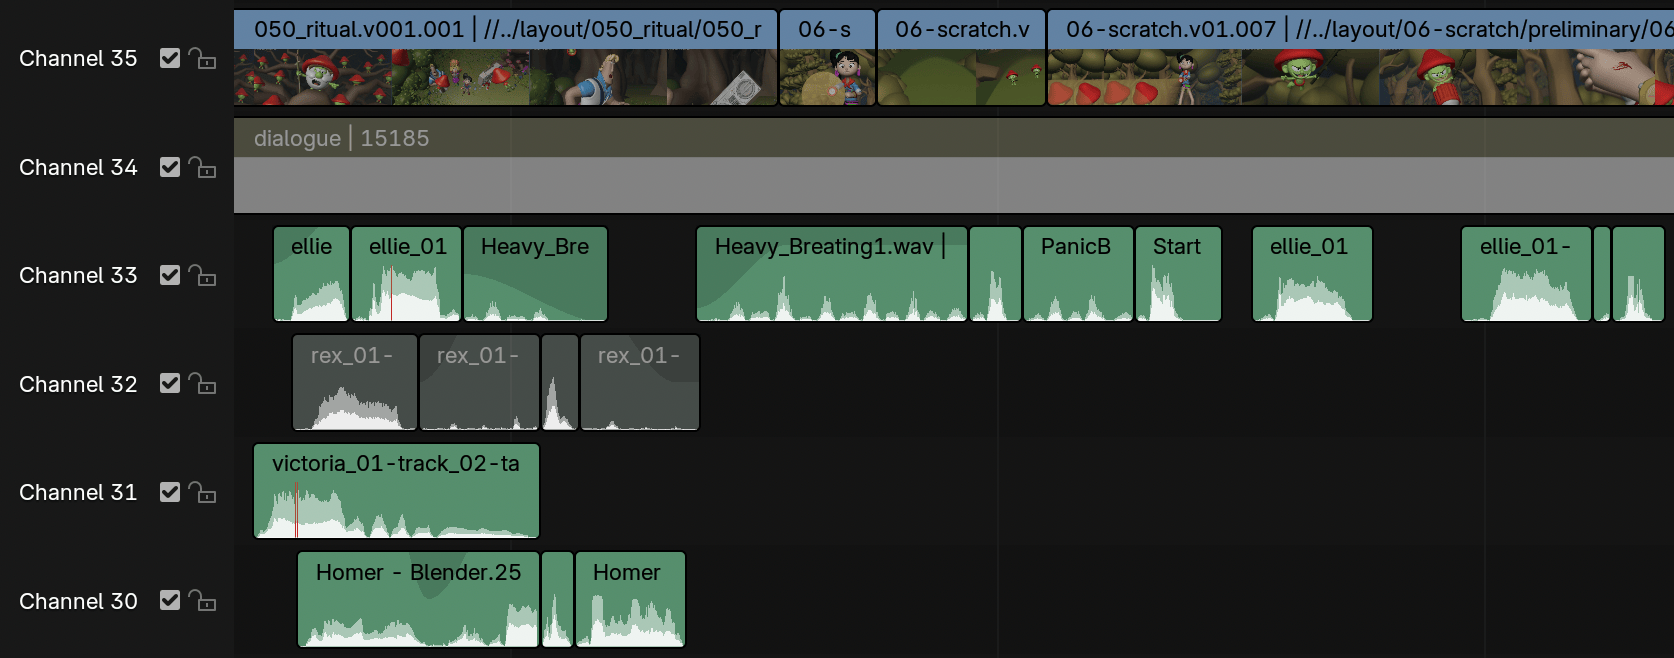 Channel 35
050_ritual.v001.001 | //../layout/050_ritual/050_r
06-s
06-scratch.v
06-scratch.v01.007 | //../layout/06-scratch/preliminary/06
Channel 34
dialogue | 15185
Channel 33
ellie
ellie_01
Heavy_Bre
Heavy_Breating1.wav |
PanicB
Start
ellie_01
ellie_01-
Channel 32
rex_01-
rex_01-
rex_01-
Channel 31
victoria_01-track_02-ta
Channel 30
Homer - Blender.25
Homer